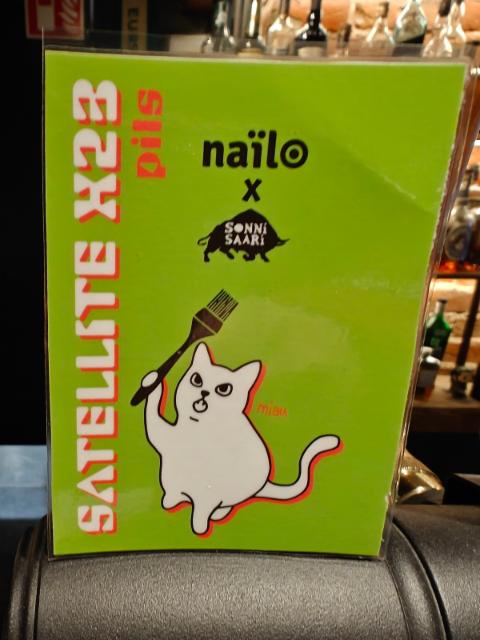 SATELLITE X23
pils
naïlo
x
SONNI
SAARI
miau